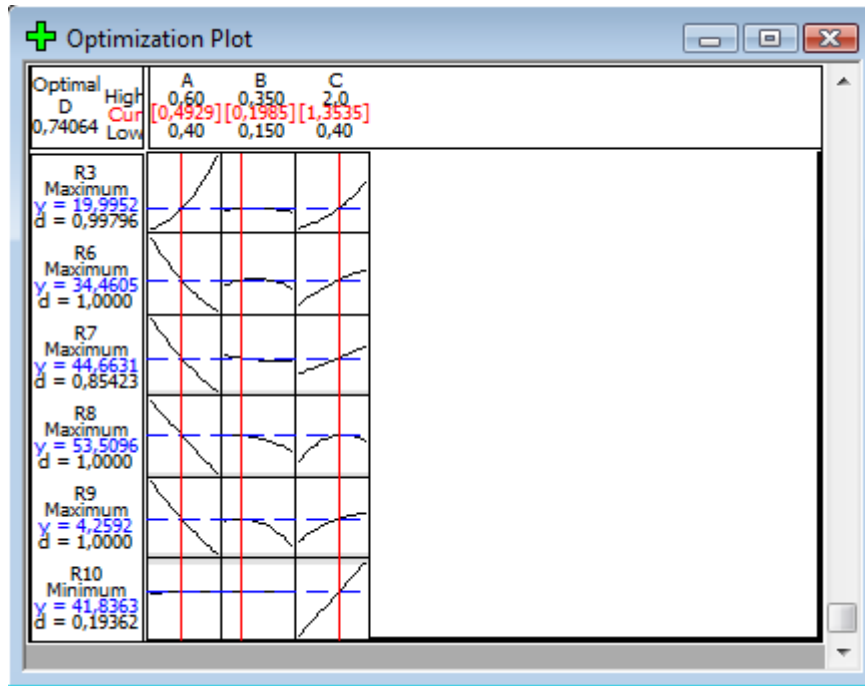 Optimization Plot
Optimal
D
0,74064
High
Cur
Low
A
0,60
[0,4929]
0,40
B
0,350
[0,1985]
0,150
C
2,0
[1,3535]
0,40
R3
Maximum
y = 19,9952
d = 0,99796
R6
Maximum
y = 34,4605
d = 1,0000
R7
Maximum
y = 44,6631
d = 0,85423
R8
Maximum
y = 53,5096
d = 1,0000
R9
Maximum
y = 4,2592
d = 1,0000
R10
Minimum
y = 41,8363
d = 0,19362